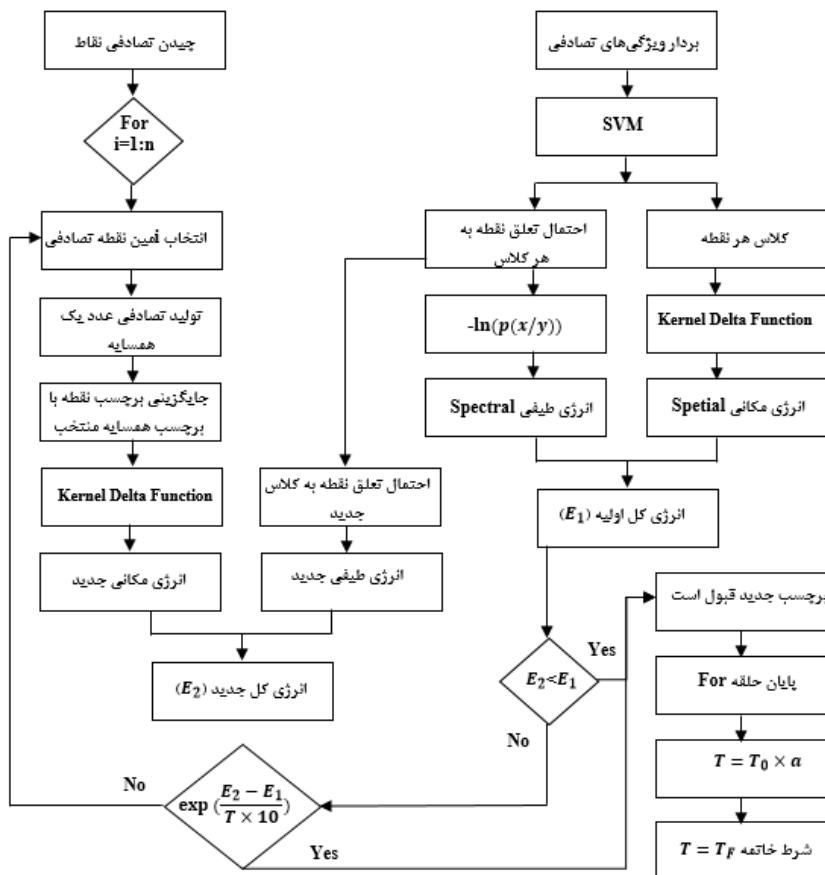 چیدن تصادفی نقاط
For
i=1:n
انتخاب iمین نقطه تصادفی
تولید تصادفی عدد یک
همسایه
جایگزینی برچسب نقطه با
برچسب همسایه منتخب
Kernel Delta Function
انرژی مکانی جدید
بردار ویژگی‌های تصادفی
SVM
احتمال تعلق نقطه به
هر کلاس
-ln(p(x/y))
انرژی طیفی Spectral
کلاس هر نقطه
Kernel Delta Function
انرژی مکانی Spetial
انرژی کل اولیه (E₁)
احتمال تعلق نقطه به کلاس
جدید
انرژی طیفی جدید
انرژی کل جدید (E₂)
E₂<E₁
Yes
No
exp (E₂ − E₁ / T × 10)
No
Yes
برچسب جدید قبول است
پایان حلقه For
T = T₀ × a
شرط خاتمه T = T_F